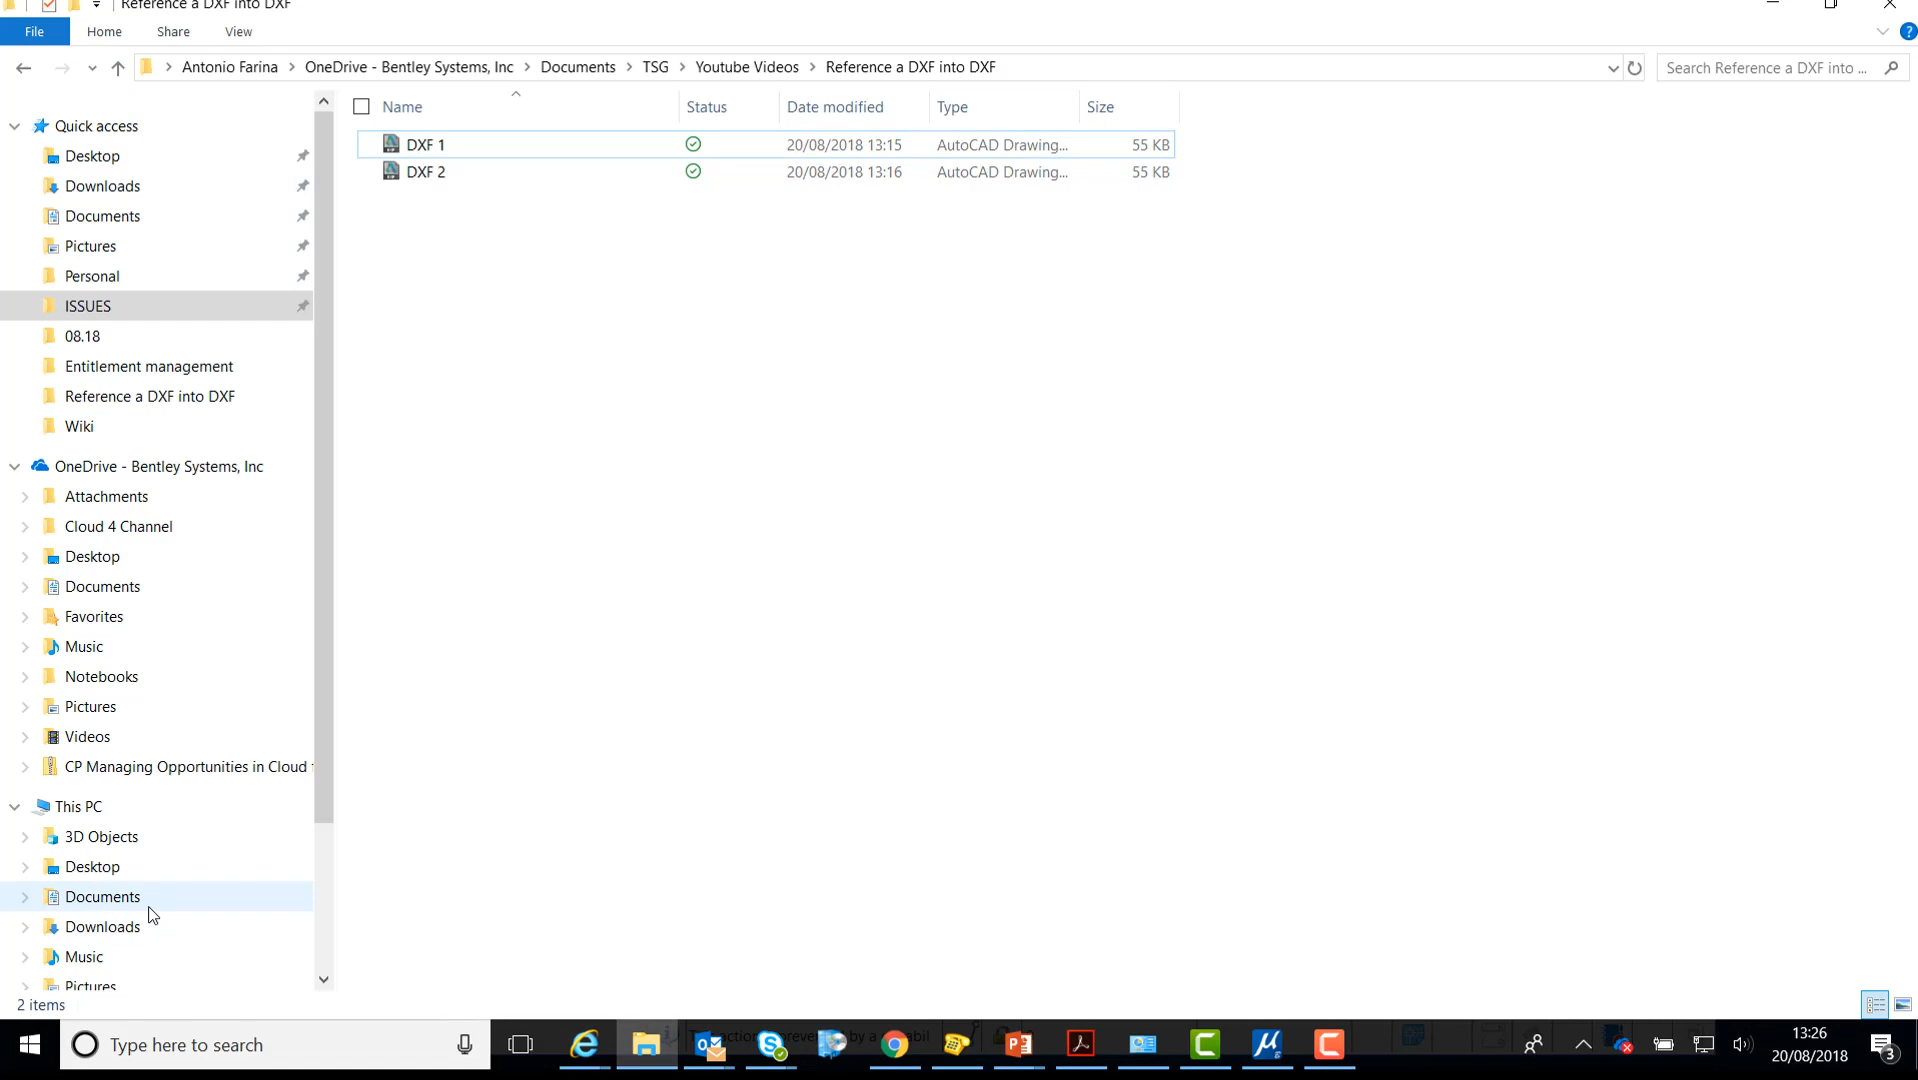 Reference a DXF into DXF
File Home Share View
Antonio Farina OneDrive - Bentley Systems, Inc Documents TSG Youtube Videos Reference a DXF into DXF
Search Reference a DXF into ...
Name Status Date modified Type Size
DXF 1 20/08/2018 13:15 AutoCAD Drawing... 55 KB
DXF 2 20/08/2018 13:16 AutoCAD Drawing... 55 KB
Quick access
Desktop
Downloads
Documents
Pictures
Personal
ISSUES
08.18
Entitlement management
Reference a DXF into DXF
Wiki
OneDrive - Bentley Systems, Inc
Attachments
Cloud 4 Channel
Desktop
Documents
Favorites
Music
Notebooks
Pictures
Videos
CP Managing Opportunities in Cloud
This PC
3D Objects
Desktop
Documents
Downloads
Music
Pictures
2 items
Type here to search
13:26
20/08/2018
3